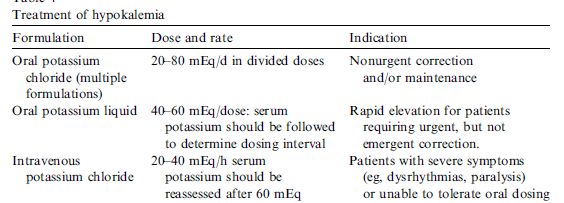 Treatment of hypokalemia
Formulation Dose and rate Indication
Oral potassium 20–80 mEq/d in divided doses Nonurgent correction
chloride (multiple and/or maintenance
formulations)
Oral potassium liquid 40–60 mEq/dose: serum Rapid elevation for patients
potassium should be followed requiring urgent, but not
to determine dosing interval emergent correction.
Intravenous 20–40 mEq/h serum Patients with severe symptoms
potassium chloride potassium should be (eg, dysrhythmias, paralysis)
reassessed after 60 mEq or unable to tolerate oral dosing